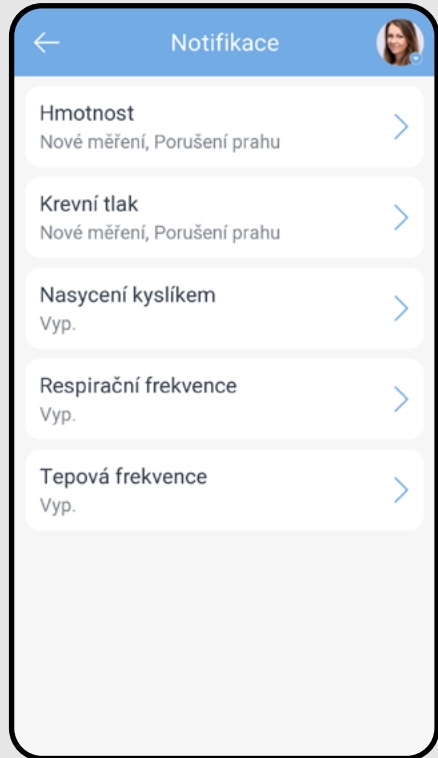 Notifikace
Hmotnost
Nové měření, Porušení prahu
Krevní tlak
Nové měření, Porušení prahu
Nasycení kyslíkem
Vyp.
Respirační frekvence
Vyp.
Tepová frekvence
Vyp.